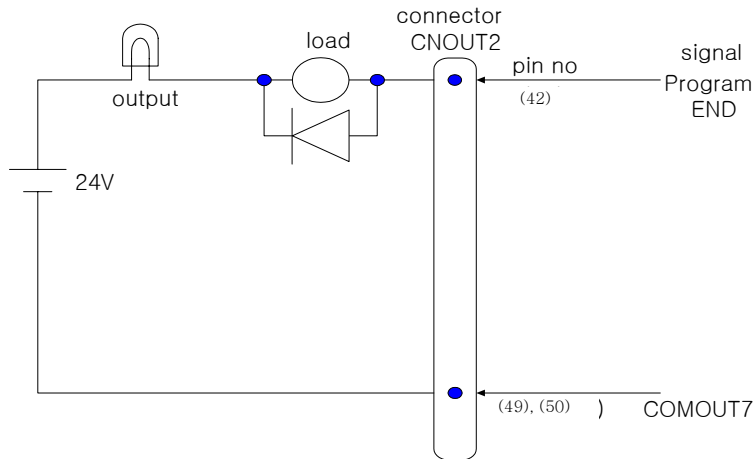 connector
CNOUT2
load
output
pin no
(42)
signal
Program
END
24V
(49), (50) )
COMOUT7